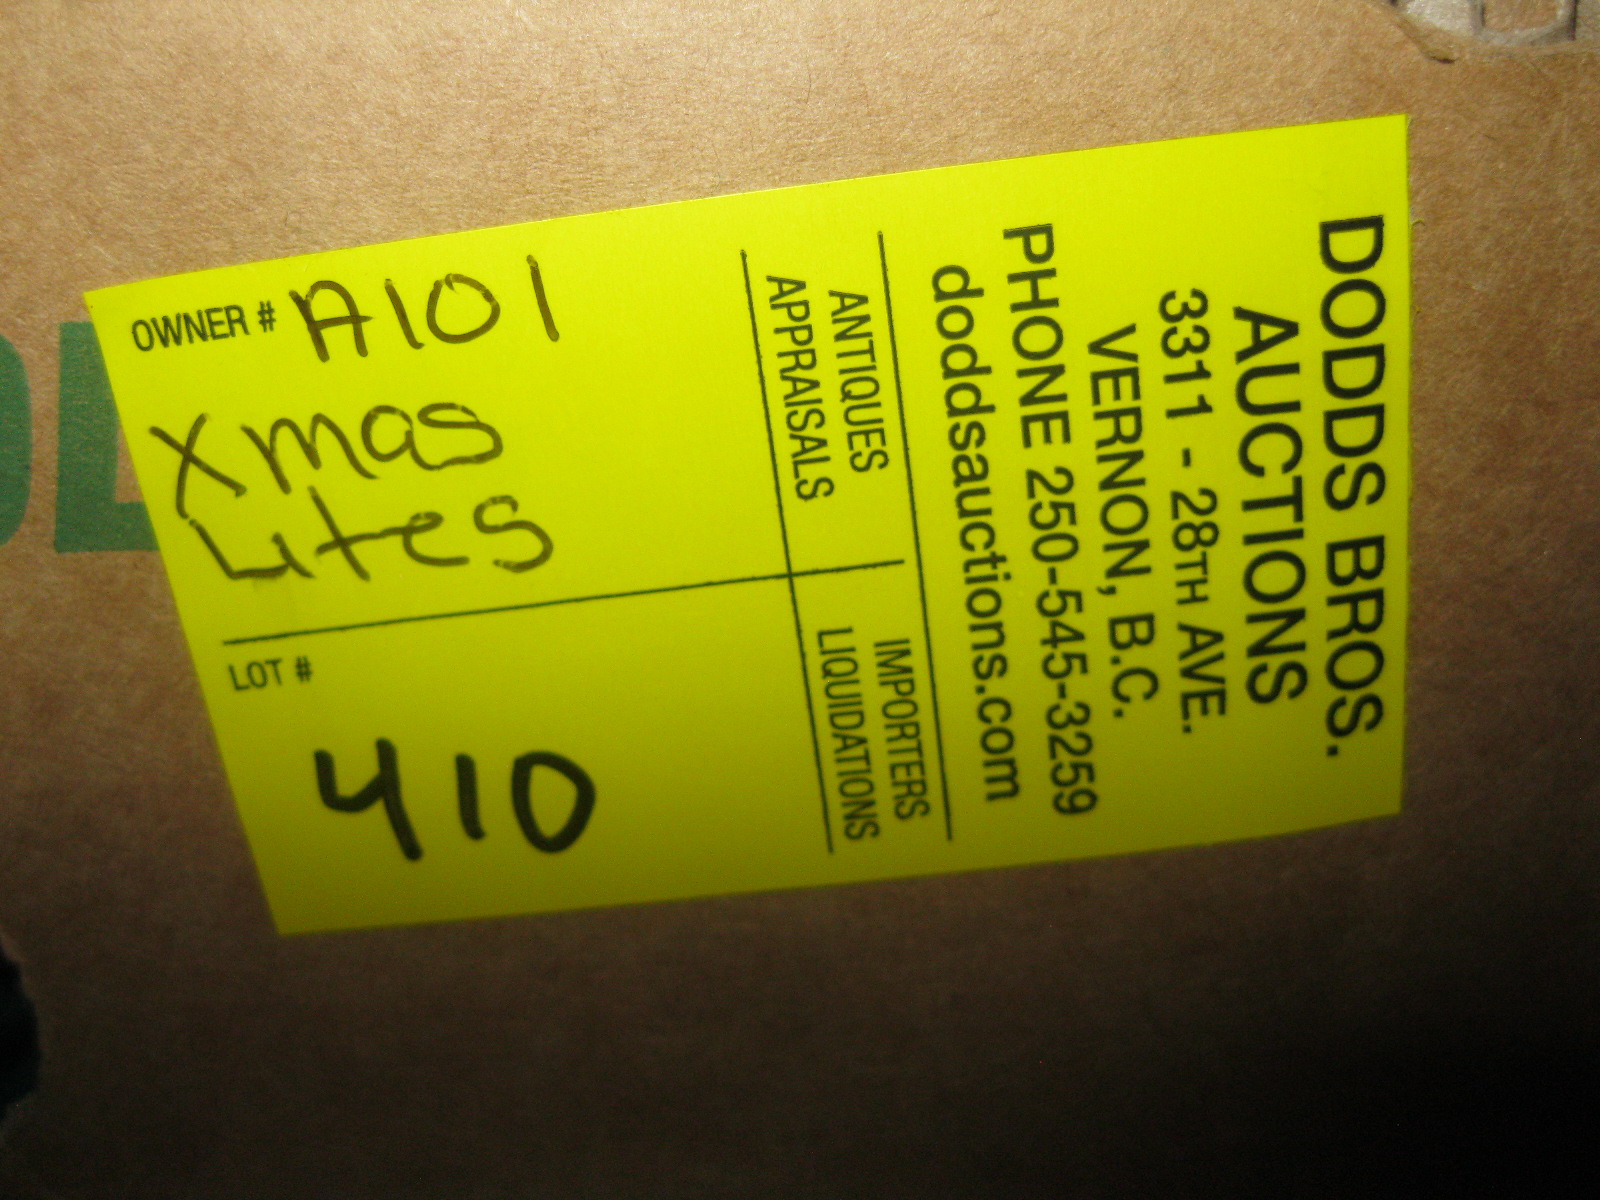 DODDS BROS.
AUCTIONS
3311 - 28TH AVE.
VERNON, B.C.
PHONE 250-545-3259
doddsauctions.com
ANTIQUES
APPRAISALS
IMPORTERS
LIQUIDATIONS
OWNER # A101
Xmas
Lites
LOT #
410